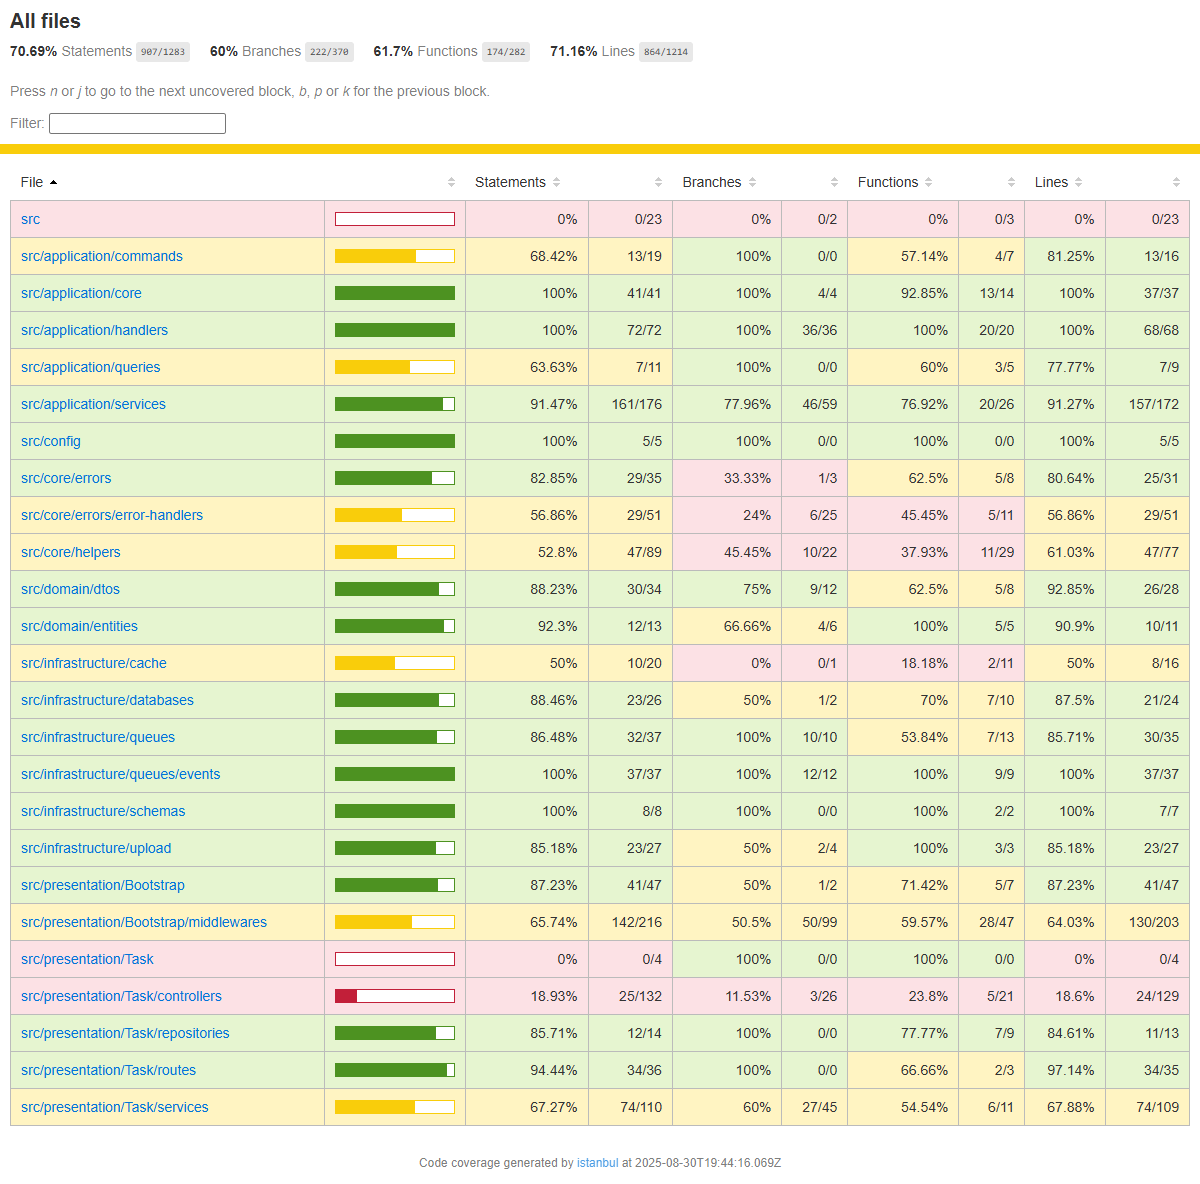 All files
70.69% Statements 907/1283 60% Branches 222/370 61.7% Functions 174/282 71.16% Lines 864/1214
Press n or j to go to the next uncovered block, b, p or k for the previous block.
Filter:
File Statements Branches Functions Lines
src 0% 0/23 0% 0/2 0% 0/3 0% 0/23
src/application/commands 68.42% 13/19 100% 0/0 57.14% 4/7 81.25% 13/16
src/application/core 100% 41/41 100% 4/4 92.85% 13/14 100% 37/37
src/application/handlers 100% 72/72 100% 36/36 100% 20/20 100% 68/68
src/application/queries 63.63% 7/11 100% 0/0 60% 3/5 77.77% 7/9
src/application/services 91.47% 161/176 77.96% 46/59 76.92% 20/26 91.27% 157/172
src/config 100% 5/5 100% 0/0 100% 0/0 100% 5/5
src/core/errors 82.85% 29/35 33.33% 1/3 62.5% 5/8 80.64% 25/31
src/core/errors/error-handlers 56.86% 29/51 24% 6/25 45.45% 5/11 56.86% 29/51
src/core/helpers 52.8% 47/89 45.45% 10/22 37.93% 11/29 61.03% 47/77
src/domain/dtos 88.23% 30/34 75% 9/12 62.5% 5/8 92.85% 26/28
src/domain/entities 92.3% 12/13 66.66% 4/6 100% 5/5 90.9% 10/11
src/infrastructure/cache 50% 10/20 0% 0/1 18.18% 2/11 50% 8/16
src/infrastructure/databases 88.46% 23/26 50% 1/2 70% 7/10 87.5% 21/24
src/infrastructure/queues 86.48% 32/37 100% 10/10 53.84% 7/13 85.71% 30/35
src/infrastructure/queues/events 100% 37/37 100% 12/12 100% 9/9 100% 37/37
src/infrastructure/schemas 100% 8/8 100% 0/0 100% 2/2 100% 7/7
src/infrastructure/upload 85.18% 23/27 50% 2/4 100% 3/3 85.18% 23/27
src/presentation/Bootstrap 87.23% 41/47 50% 1/2 71.42% 5/7 87.23% 41/47
src/presentation/Bootstrap/middlewares 65.74% 142/216 50.5% 50/99 59.57% 28/47 64.03% 130/203
src/presentation/Task 0% 0/4 100% 0/0 100% 0/0 0% 0/4
src/presentation/Task/controllers 18.93% 25/132 11.53% 3/26 23.8% 5/21 18.6% 24/129
src/presentation/Task/repositories 85.71% 12/14 100% 0/0 77.77% 7/9 84.61% 11/13
src/presentation/Task/routes 94.44% 34/36 100% 0/0 66.66% 2/3 97.14% 34/35
src/presentation/Task/services 67.27% 74/110 60% 27/45 54.54% 6/11 67.88% 74/109
Code coverage generated by istanbul at 2025-08-30T19:44:16.069Z